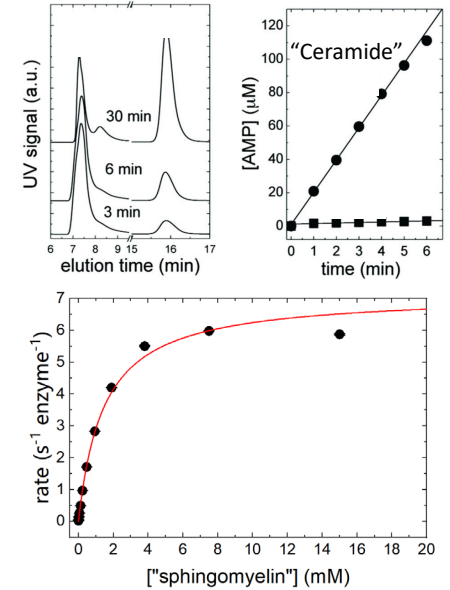 UV signal (a.u.)
30 min
6 min
3 min
6 7 8 9 15 16 17
elution time (min)
[AMP] (μM)
120
100
80
60
40
20
0
"Ceramide"
0 1 2 3 4 5 6
time (min)
rate (s⁻¹ enzyme⁻¹)
7
6
5
4
3
2
1
0
0 2 4 6 8 10 12 14 16 18 20
["sphingomyelin"] (mM)